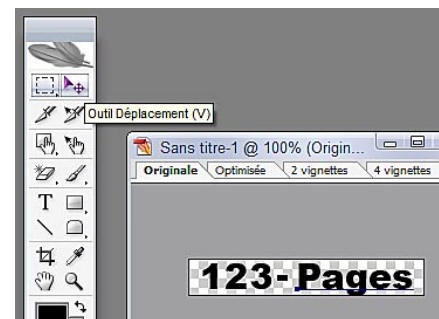 Outil Déplacement (V)
Sans titre-1 @ 100% (Origin...
Originale Optimisée 2 vignettes 4 vignettes
T
123- Pages